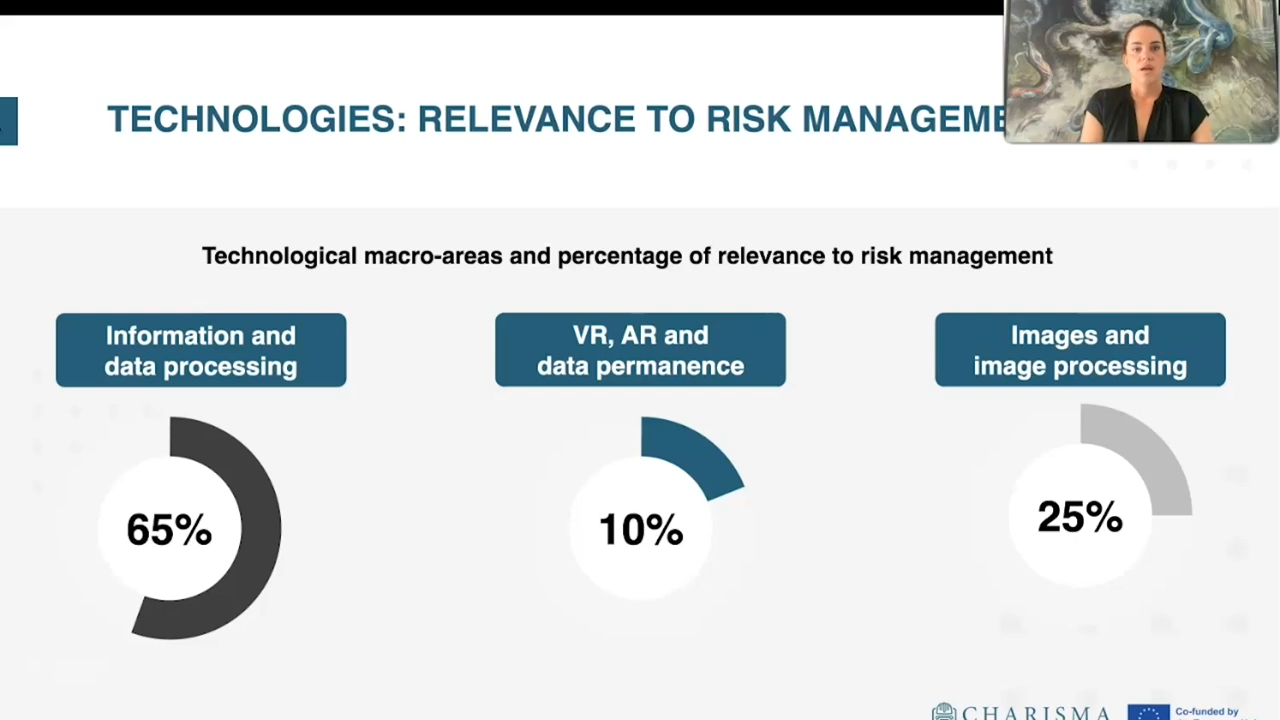 TECHNOLOGIES: RELEVANCE TO RISK MANAGEME
Technological macro-areas and percentage of relevance to risk management
Information and
data processing
VR, AR and
data permanence
Images and
image processing
65%
10%
25%
CHARISMA
Co-funded by